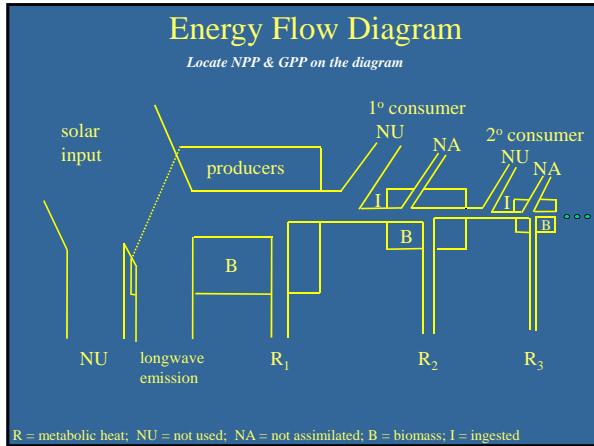 Energy Flow Diagram
Locate NPP & GPP on the diagram
solar
input
producers
1o consumer
NU
NA
2o consumer
NU
NA
I
I
B
B
B
NU
longwave
emission
R1
R2
R3
R = metabolic heat; NU = not used; NA = not assimilated; B = biomass; I = ingested